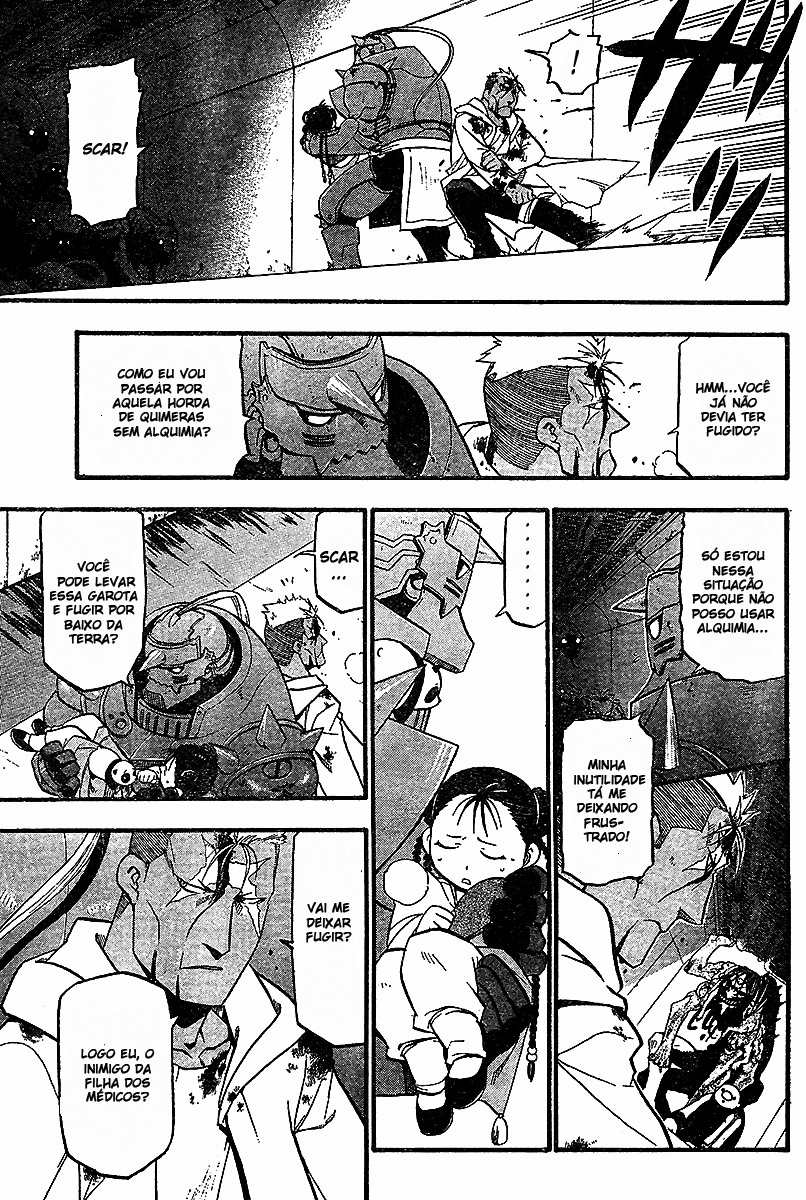 !
SCAR!
HMM...VOCÊ
JÁ NÃO
DEVIA TER
FUGIDO?
COMO EU VOU
PASSAR POR
AQUELA HORDA
DE QUIMERAS
SEM ALQUIMIA?
SÓ ESTOU
NESSA
SITUAÇÃO
PORQUE NÃO
POSSO USAR
ALQUIMIA...
MINHA
INUTILIDADE
TÁ ME
DEIXANDO
FRUS-
TRADO!
......
SCAR
...
VOCÊ
PODE LEVAR
ESSA GAROTA
E FUGIR POR
BAIXO DA
TERRA?
VAI ME
DEIXAR
FUGIR?
LOGO EU, O
INIMIGO DA
FILHA DOS
MÉDICOS?